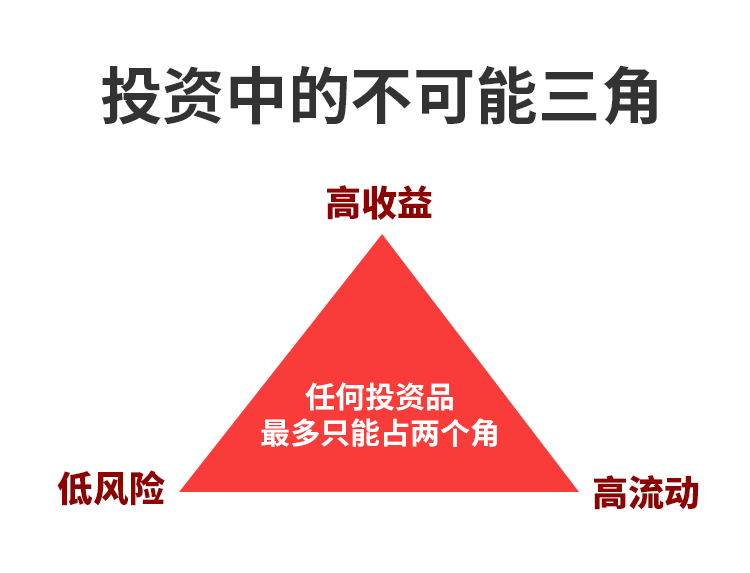 投资中的不可能三角
高收益
任何投资品
最多只能占两个角
低风险
高流动